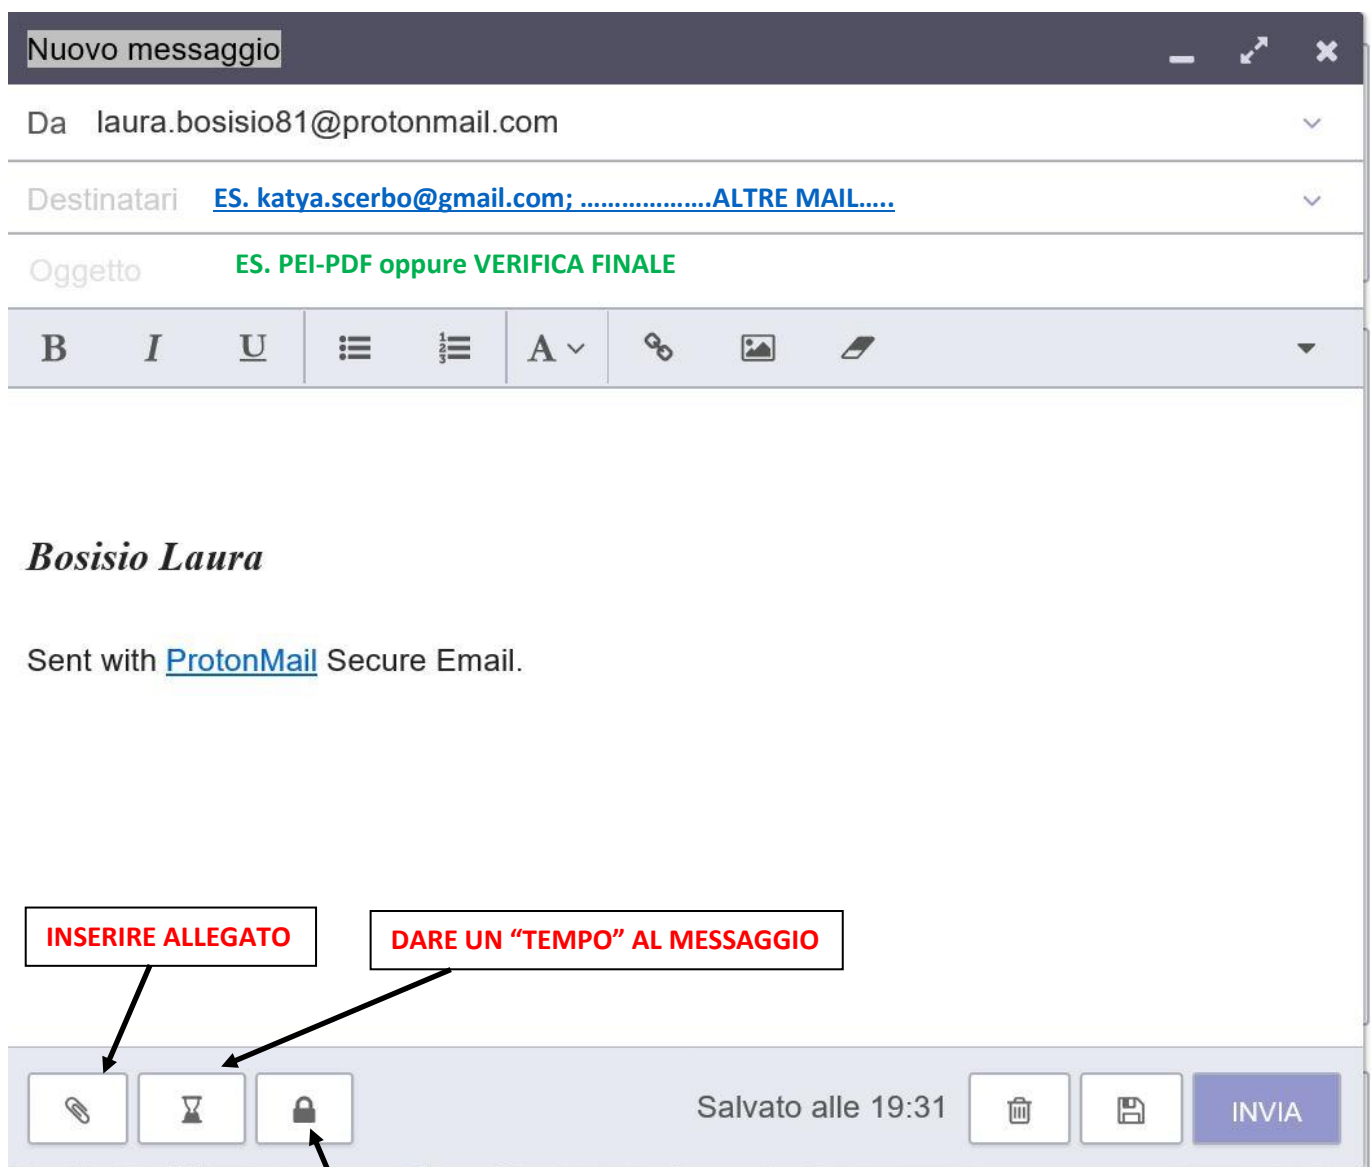 Nuovo messaggio
Da laura.bosisio81@protonmail.com
Destinatari ES. katya.scerbo@gmail.com; ……………….ALTRE MAIL…..
Oggetto ES. PEI-PDF oppure VERIFICA FINALE
B I U A
Bosisio Laura
Sent with ProtonMail Secure Email.
INSERIRE ALLEGATO DARE UN “TEMPO” AL MESSAGGIO
Salvato alle 19:31 INVIA